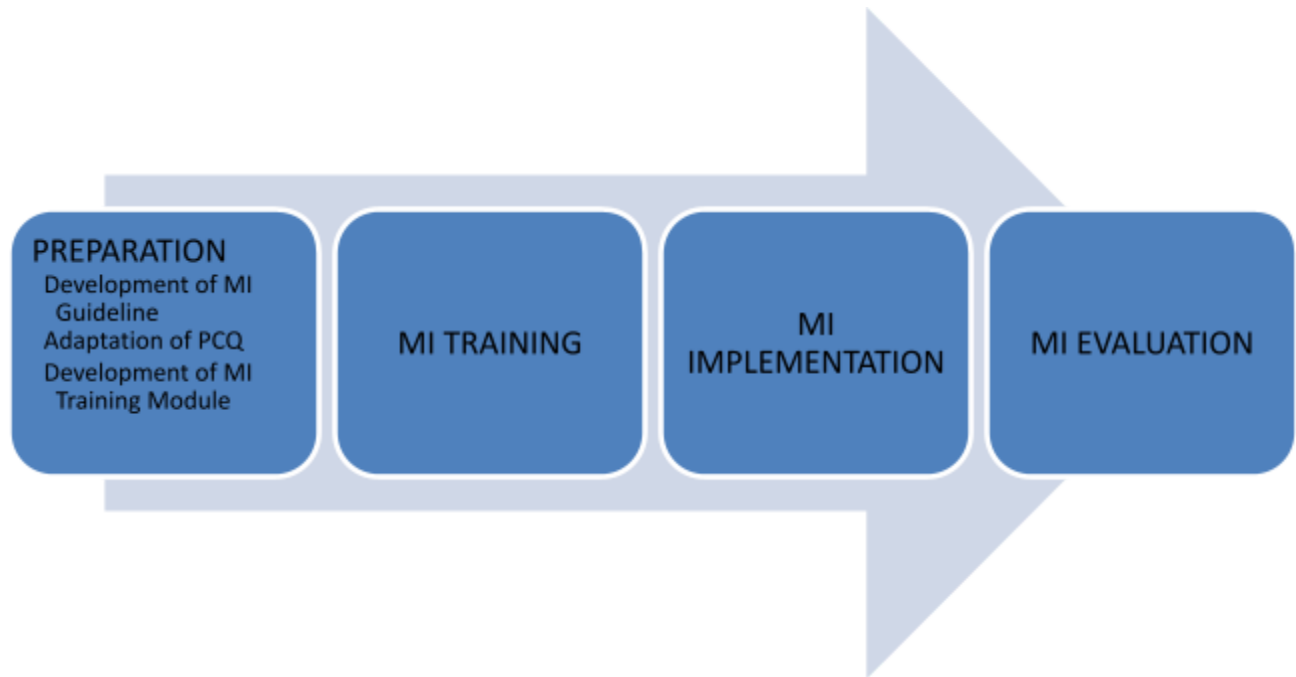 PREPARATION
Development of MI
Guideline
Adaptation of PCQ
Development of MI
Training Module
MI TRAINING
MI
IMPLEMENTATION
MI EVALUATION